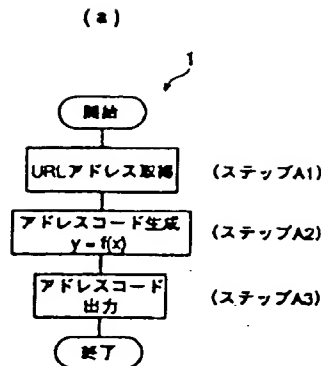 (a)
1
開始
URLアドレス取得 (ステップA1)
アドレスコード生成
y = f(x) (ステップA2)
アドレスコード
出力 (ステップA3)
終了